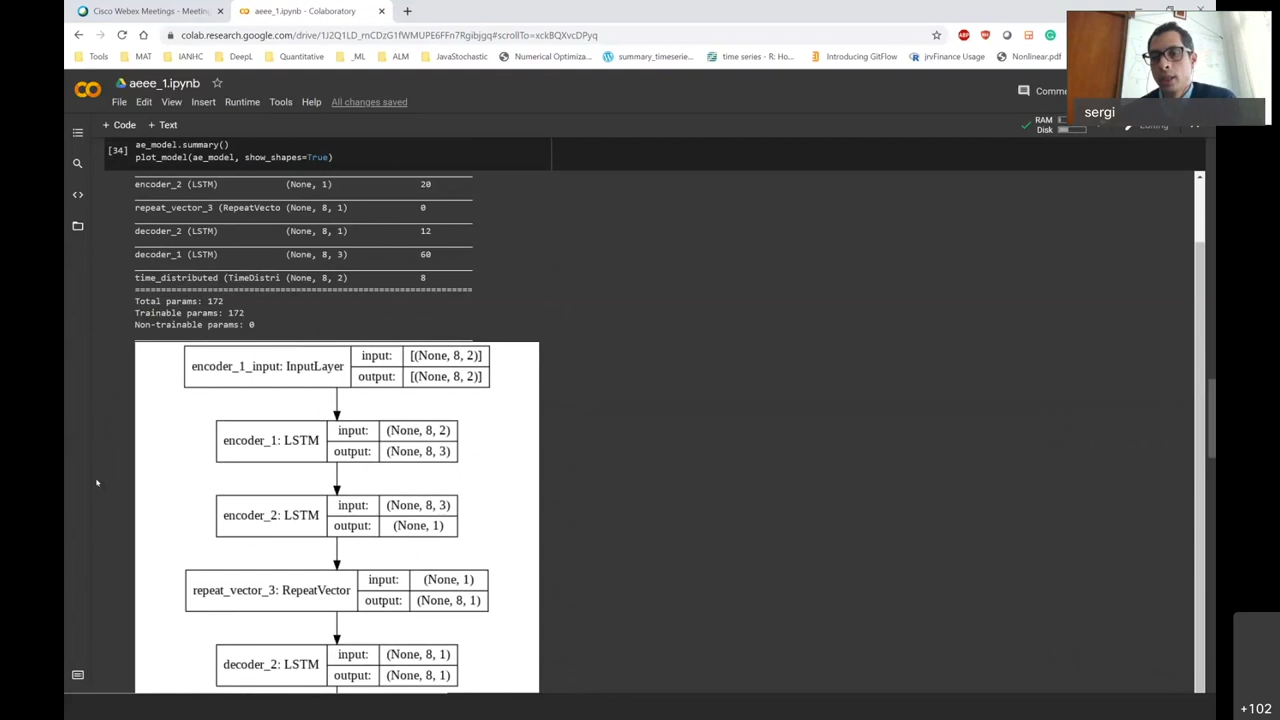 Cisco Webex Meetings - Meeting
aeee_1.ipynb - Colaboratory
colab.research.google.com/drive/1J2Q1LD_rnCDzG1fWMUPE6FFn7Rgibjgq#scrollTo=xckBQXvcDPyq
Tools MAT IANHC DeepL Quantitative _ML ALM JavaStochastic Numerical Optimiza... summary_timeserie... time series - R: Ho... Introducing GitFlow jrvFinance Usage Nonlinear.pdf
sergi
aeee_1.ipynb
File Edit View Insert Runtime Tools Help All changes saved
Comme
+ Code + Text
RAM
Disk
Editing
[34]
ae_model.summary()
plot_model(ae_model, show_shapes=True)
encoder_2 (LSTM) (None, 1) 20
repeat_vector_3 (RepeatVecto (None, 8, 1) 0
decoder_2 (LSTM) (None, 8, 1) 12
decoder_1 (LSTM) (None, 8, 3) 60
time_distributed (TimeDistri (None, 8, 2) 8
Total params: 172
Trainable params: 172
Non-trainable params: 0
encoder_1_input: InputLayer
input: [(None, 8, 2)]
output: [(None, 8, 2)]
encoder_1: LSTM
input: (None, 8, 2)
output: (None, 8, 3)
encoder_2: LSTM
input: (None, 8, 3)
output: (None, 1)
repeat_vector_3: RepeatVector
input: (None, 1)
output: (None, 8, 1)
decoder_2: LSTM
input: (None, 8, 1)
output: (None, 8, 1)
+102